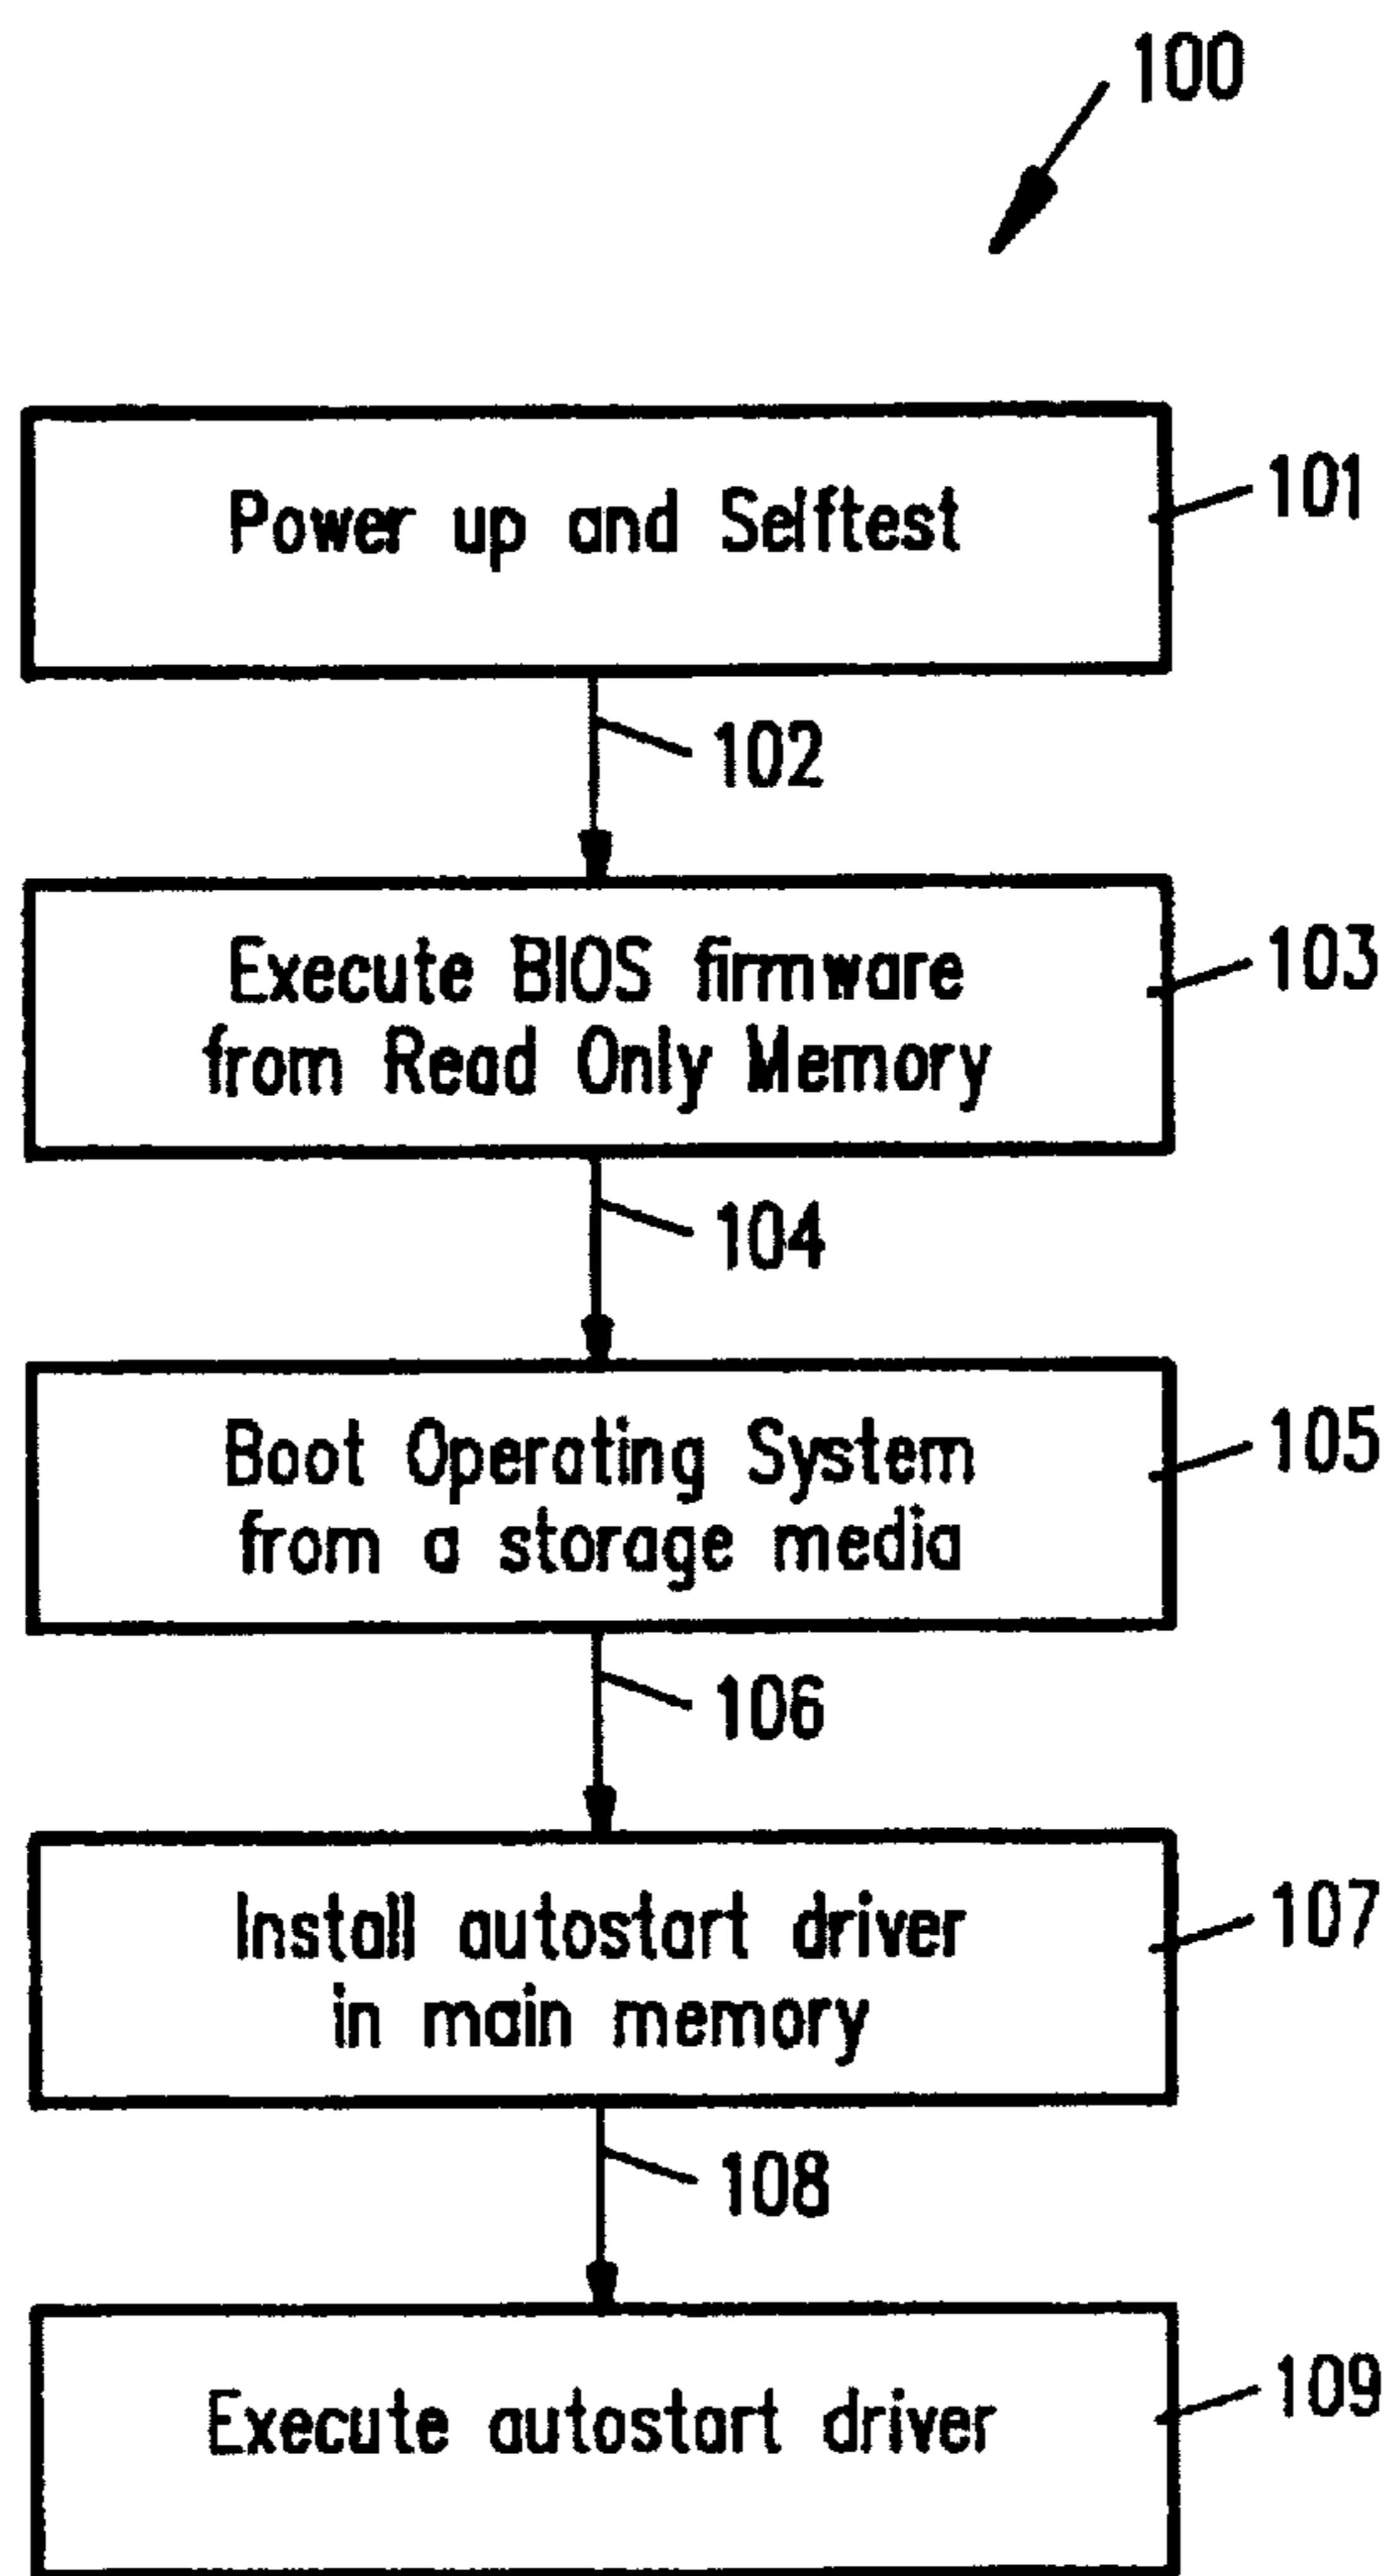 100
Power up and Selftest
101
102
Execute BIOS firmware
from Read Only Memory
103
104
Boot Operating System
from a storage media
105
106
Install autostart driver
in main memory
107
108
Execute autostart driver
109